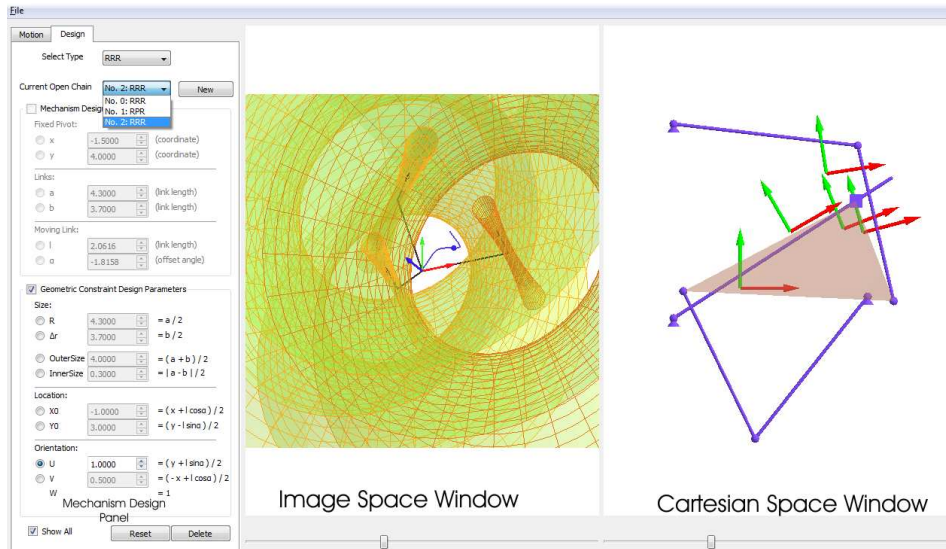 File
Motion Design
Select Type RRR
Current Open Chain No. 2: RRR New
No. 0: RRR
No. 1: RPR
No. 2: RRR
Mechanism Desig
Fixed Pivot:
x -1.5000 (coordinate)
y 4.0000 (coordinate)
Links:
a 4.3000 (link length)
b 3.7000 (link length)
Moving Link:
l 2.0616 (link length)
α -1.8158 (offset angle)
Geometric Constraint Design Parameters
Size:
R 4.3000 = a / 2
Δr 3.7000 = b / 2
OuterSize 4.0000 = ( a + b ) / 2
InnerSize 0.3000 = | a - b | / 2
Location:
X0 -1.0000 = ( x + l cosα ) / 2
Y0 3.0000 = ( y - l sinα ) / 2
Orientation:
U 1.0000 = ( y + l sinα ) / 2
V 0.5000 = ( - x + l cosα ) / 2
W = 1
Mechanism Design
Panel
Show All Reset Delete
Image Space Window
Cartesian Space Window